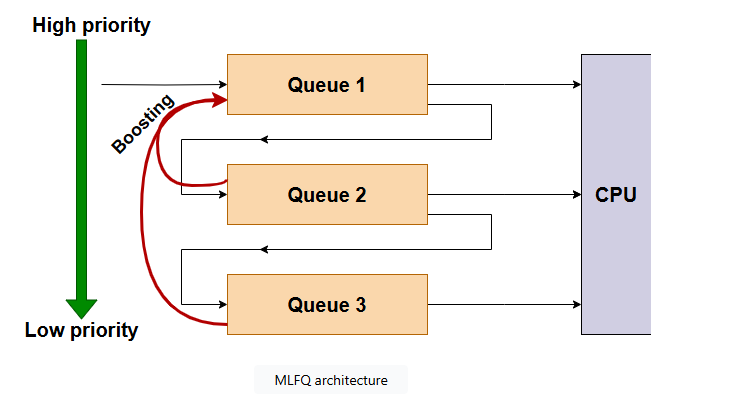 High priority
Queue 1
Boosting
Queue 2
CPU
Queue 3
Low priority
MLFQ architecture